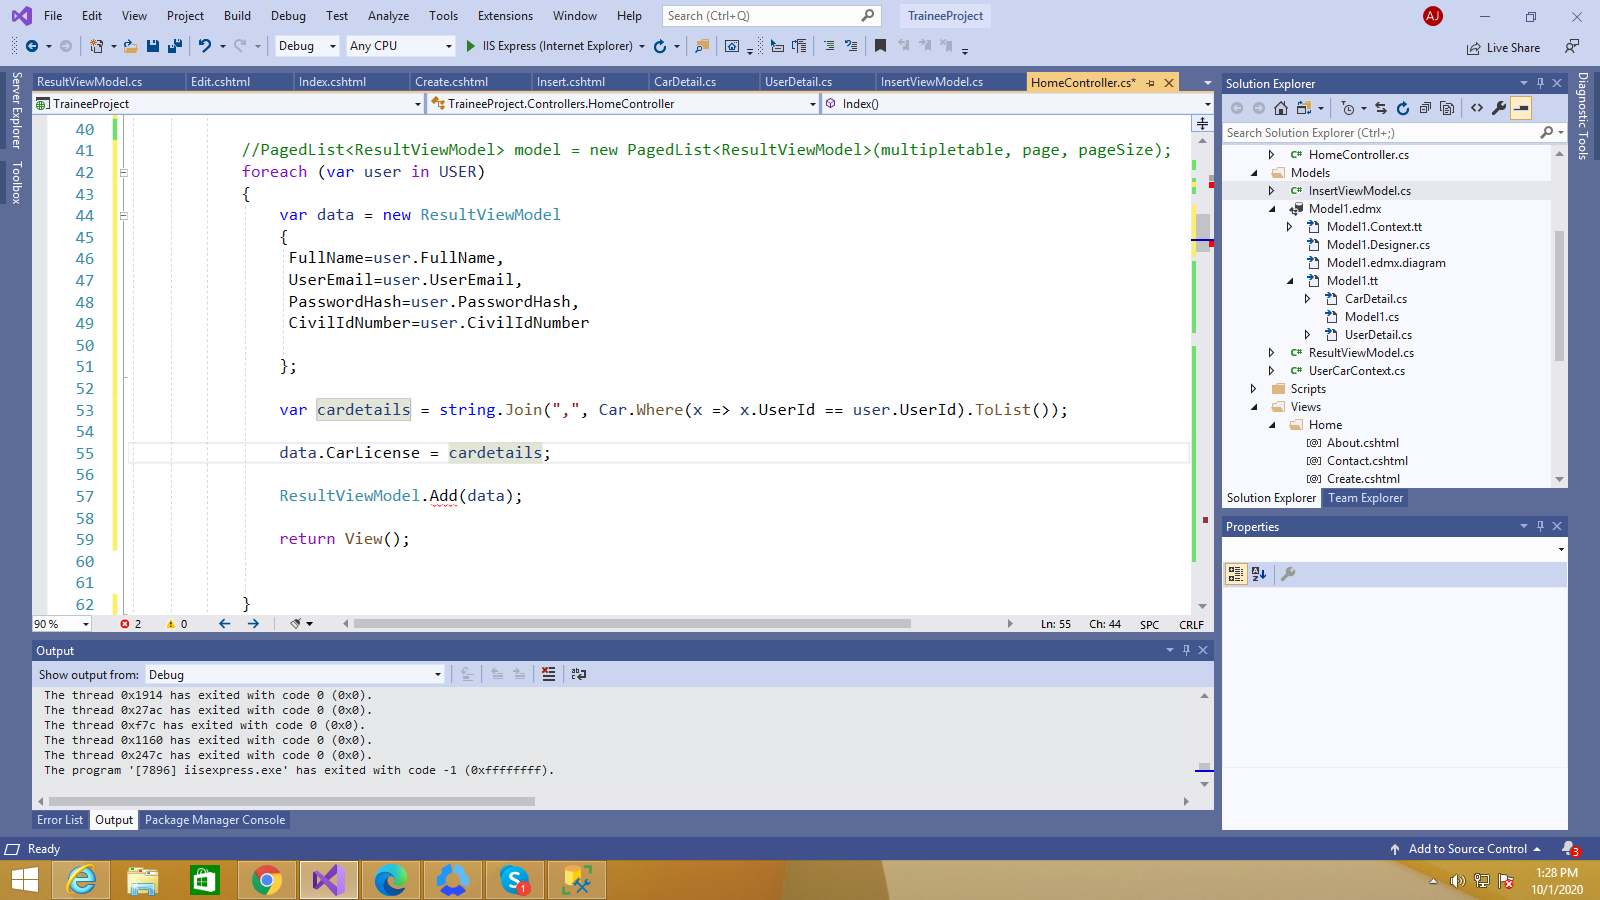 File Edit View Project Build Debug Test Analyze Tools Extensions Window Help Search (Ctrl+Q) TraineeProject AJ
Debug Any CPU IIS Express (Internet Explorer) Live Share
Server Explorer
Toolbox
ResultViewModel.cs Edit.cshtml Index.cshtml Create.cshtml Insert.cshtml CarDetail.cs UserDetail.cs InsertViewModel.cs HomeController.cs*
TraineeProject TraineeProject.Controllers.HomeController Index()
40
41 //PagedList<ResultViewModel> model = new PagedList<ResultViewModel>(multipletable, page, pageSize);
42 foreach (var user in USER)
43 {
44 var data = new ResultViewModel
45 {
46 FullName=user.FullName,
47 UserEmail=user.UserEmail,
48 PasswordHash=user.PasswordHash,
49 CivilIdNumber=user.CivilIdNumber
50
51 };
52
53 var cardetails = string.Join(",", Car.Where(x => x.UserId == user.UserId).ToList());
54
55 data.CarLicense = cardetails;
56
57 ResultViewModel.Add(data);
58
59 return View();
60
61
62 }
90 % 2 0 Ln: 55 Ch: 44 SPC CRLF
Output
Show output from: Debug
The thread 0x1914 has exited with code 0 (0x0).
The thread 0x27ac has exited with code 0 (0x0).
The thread 0xf7c has exited with code 0 (0x0).
The thread 0x1160 has exited with code 0 (0x0).
The thread 0x247c has exited with code 0 (0x0).
The program '[7896] iisexpress.exe' has exited with code -1 (0xffffffff).
Error List Output Package Manager Console
Solution Explorer
Search Solution Explorer (Ctrl+;)
C# HomeController.cs
Models
C# InsertViewModel.cs
Model1.edmx
Model1.Context.tt
Model1.Designer.cs
Model1.edmx.diagram
Model1.tt
CarDetail.cs
Model1.cs
UserDetail.cs
C# ResultViewModel.cs
C# UserCarContext.cs
Scripts
Views
Home
[@] About.cshtml
[@] Contact.cshtml
[@] Create.cshtml
Solution Explorer Team Explorer
Properties
Diagnostic Tools
Ready Add to Source Control 3
1
1:28 PM
10/1/2020